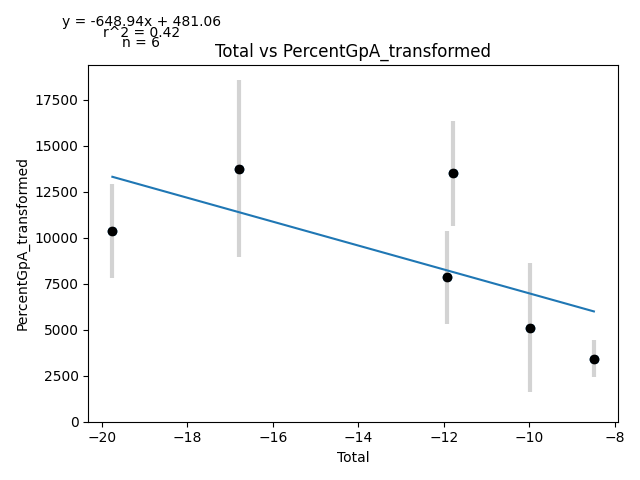 y = -648.94x + 481.06
r^2 = 0.42
n = 6
Total vs PercentGpA_transformed
17500
15000
12500
10000
7500
5000
2500
0
PercentGpA_transformed
−20
−18
−16
−14
−12
−10
−8
Total